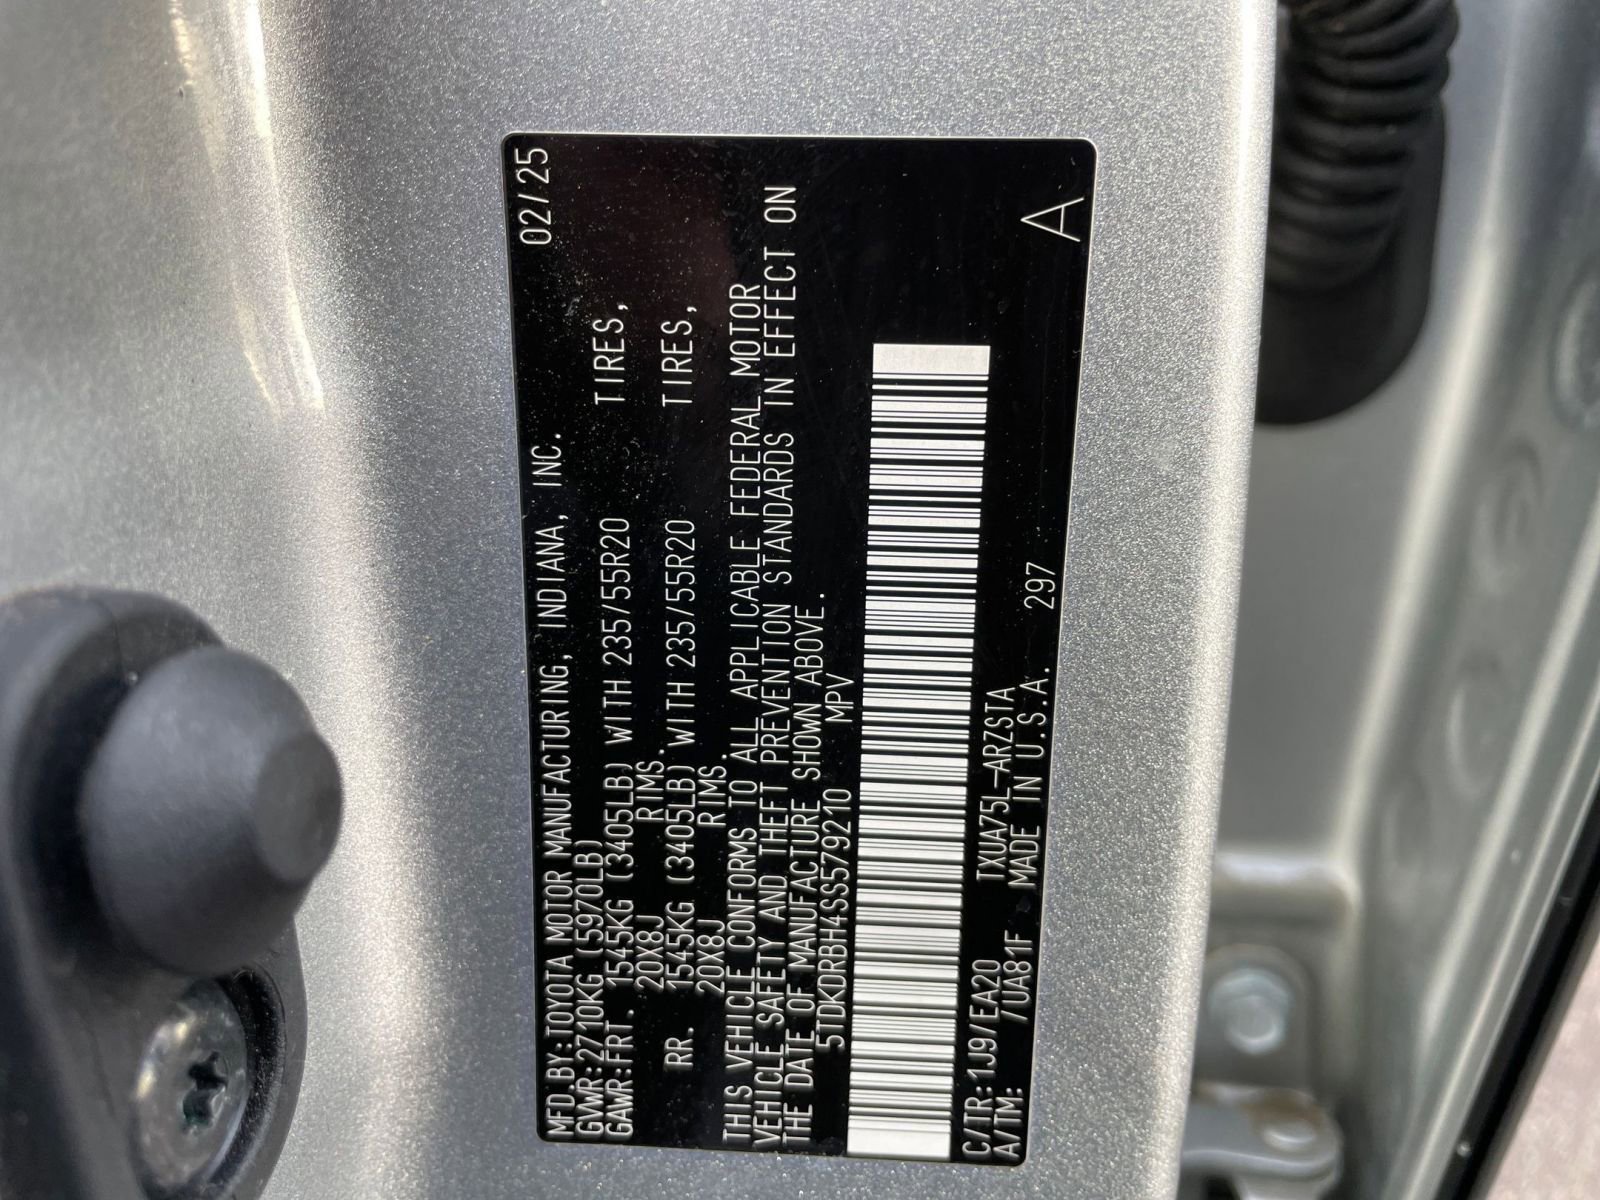 MFD.BY:TOYOTA MOTOR MANUFACTURING, INDIANA, INC. 02/25
GVWR:2710KG (5970LB)
GAWR:FRT. 1545KG (3405LB) WITH 235/55R20 TIRES,
20X8J RIMS.
RR. 1545KG (3405LB) WITH 235/55R20 TIRES,
20X8J RIMS.
THIS VEHICLE CONFORMS TO ALL APPLICABLE FEDERAL MOTOR
VEHICLE SAFETY AND THEFT PREVENTION STANDARDS IN EFFECT ON
THE DATE OF MANUFACTURE SHOWN ABOVE.
5TDKDRBH4SS579210 MPV
C/TR:1J9/EA20 TXUA75L-ARZSTA
A/TM: /UA81F MADE IN U.S.A. 297 A